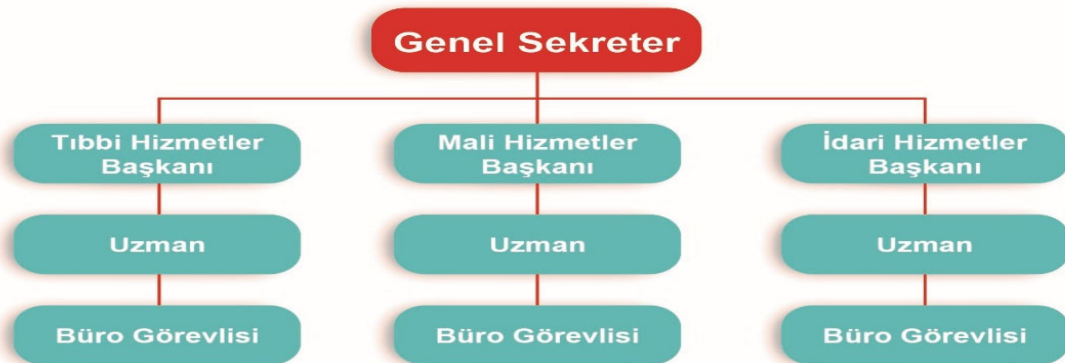 Genel Sekreter
Tıbbi Hizmetler
Başkanı
Mali Hizmetler
Başkanı
İdari Hizmetler
Başkanı
Uzman
Uzman
Uzman
Büro Görevlisi
Büro Görevlisi
Büro Görevlisi